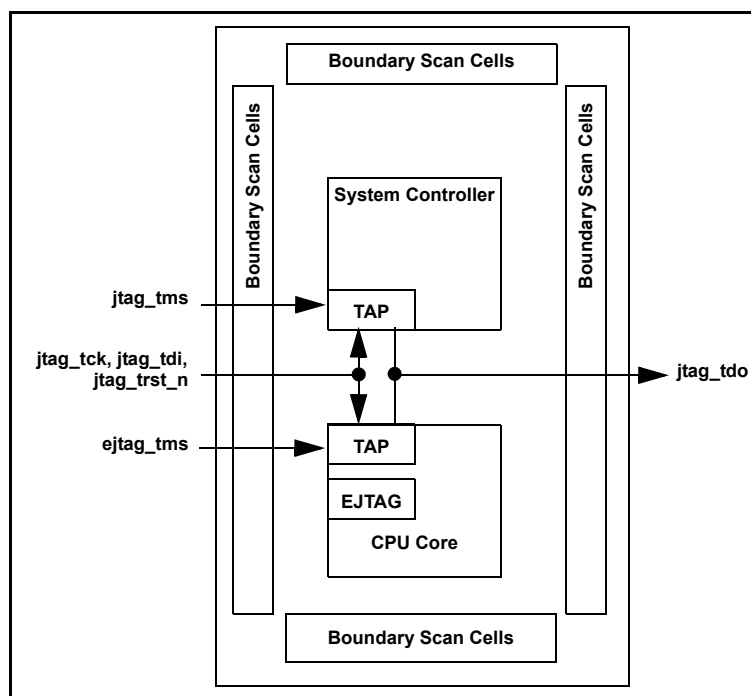 Boundary Scan Cells
Boundary Scan Cells
Boundary Scan Cells
System Controller
jtag_tms
TAP
jtag_tck, jtag_tdi,
jtag_trst_n
jtag_tdo
ejtag_tms
TAP
EJTAG
CPU Core
Boundary Scan Cells